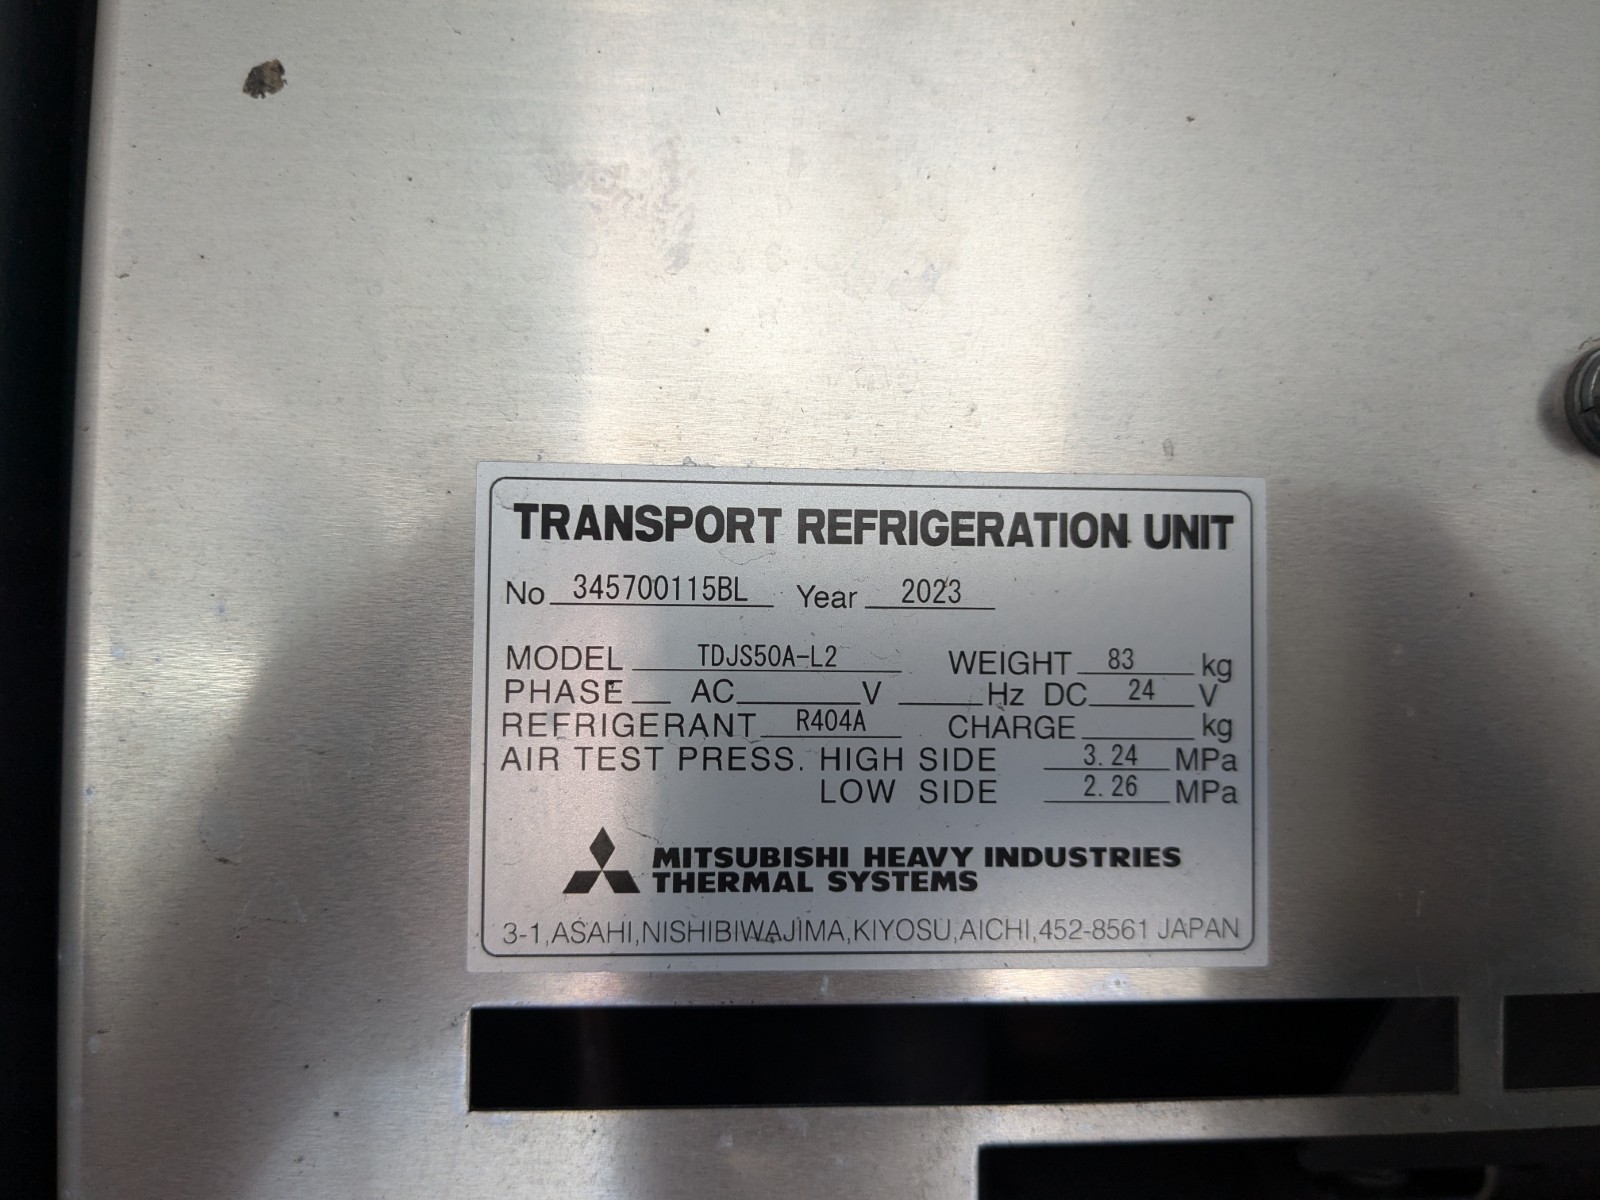 TRANSPORT REFRIGERATION UNIT
No 345700115BL Year 2023
MODEL TDJS50A-L2 WEIGHT 83 kg
PHASE AC V Hz DC 24 V
REFRIGERANT R404A CHARGE kg
AIR TEST PRESS. HIGH SIDE 3.24 MPa
LOW SIDE 2.26 MPa
MITSUBISHI HEAVY INDUSTRIES
THERMAL SYSTEMS
3-1,ASAHI,NISHIBIWAJIMA,KIYOSU,AICHI,452-8561 JAPAN